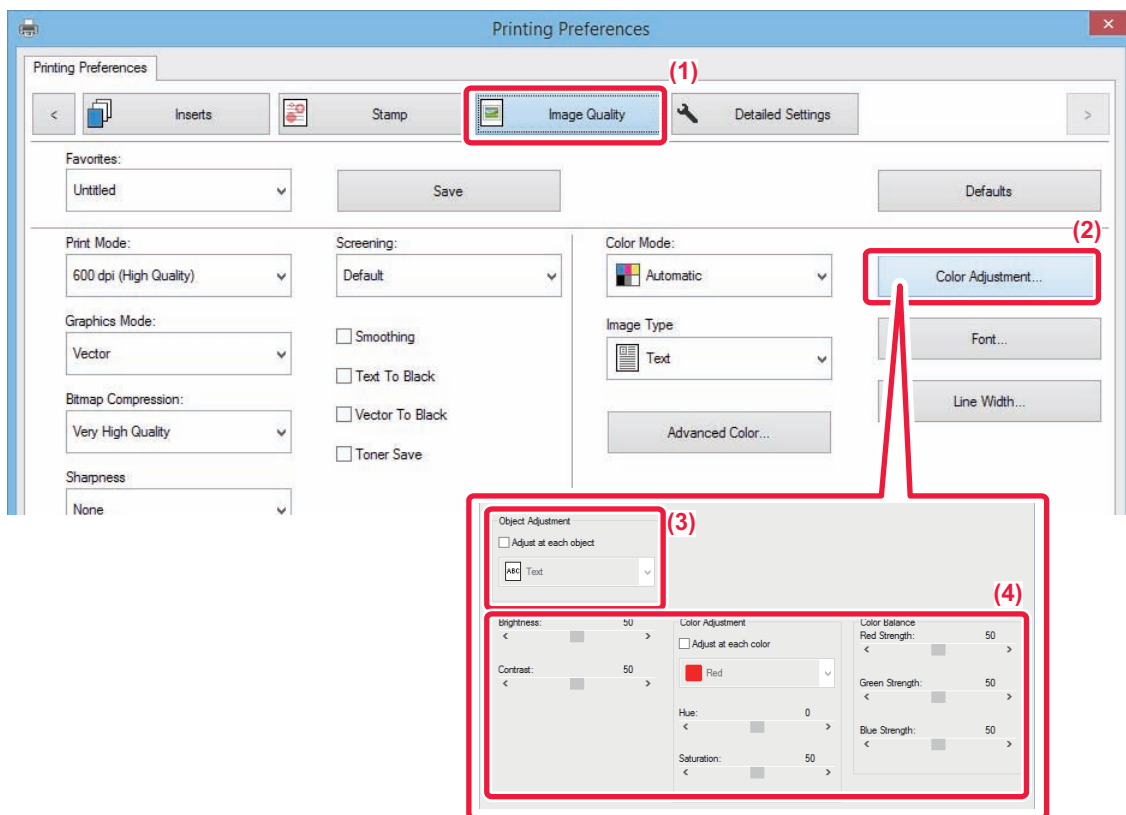 Printing Preferences
×
Printing Preferences
(1)
<
Inserts
Stamp
Image Quality
Detailed Settings
>
Favorites:
Untitled
Save
Defaults
(2)
Print Mode:
600 dpi (High Quality)
Screening:
Default
Color Mode:
Automatic
Color Adjustment...
Graphics Mode:
Vector
Smoothing
Image Type
Text
Font...
Text To Black
Bitmap Compression:
Very High Quality
Vector To Black
Line Width...
Advanced Color...
Toner Save
Sharpness
None
Object Adjustment
(3)
Adjust at each object
ABC Text
(4)
Brightness: 50
< >
Contrast: 50
< >
Color Adjustment
Adjust at each color
Red
Hue: 0
< >
Saturation: 50
< >
Color Balance
Red Strength: 50
< >
Green Strength: 50
< >
Blue Strength: 50
< >